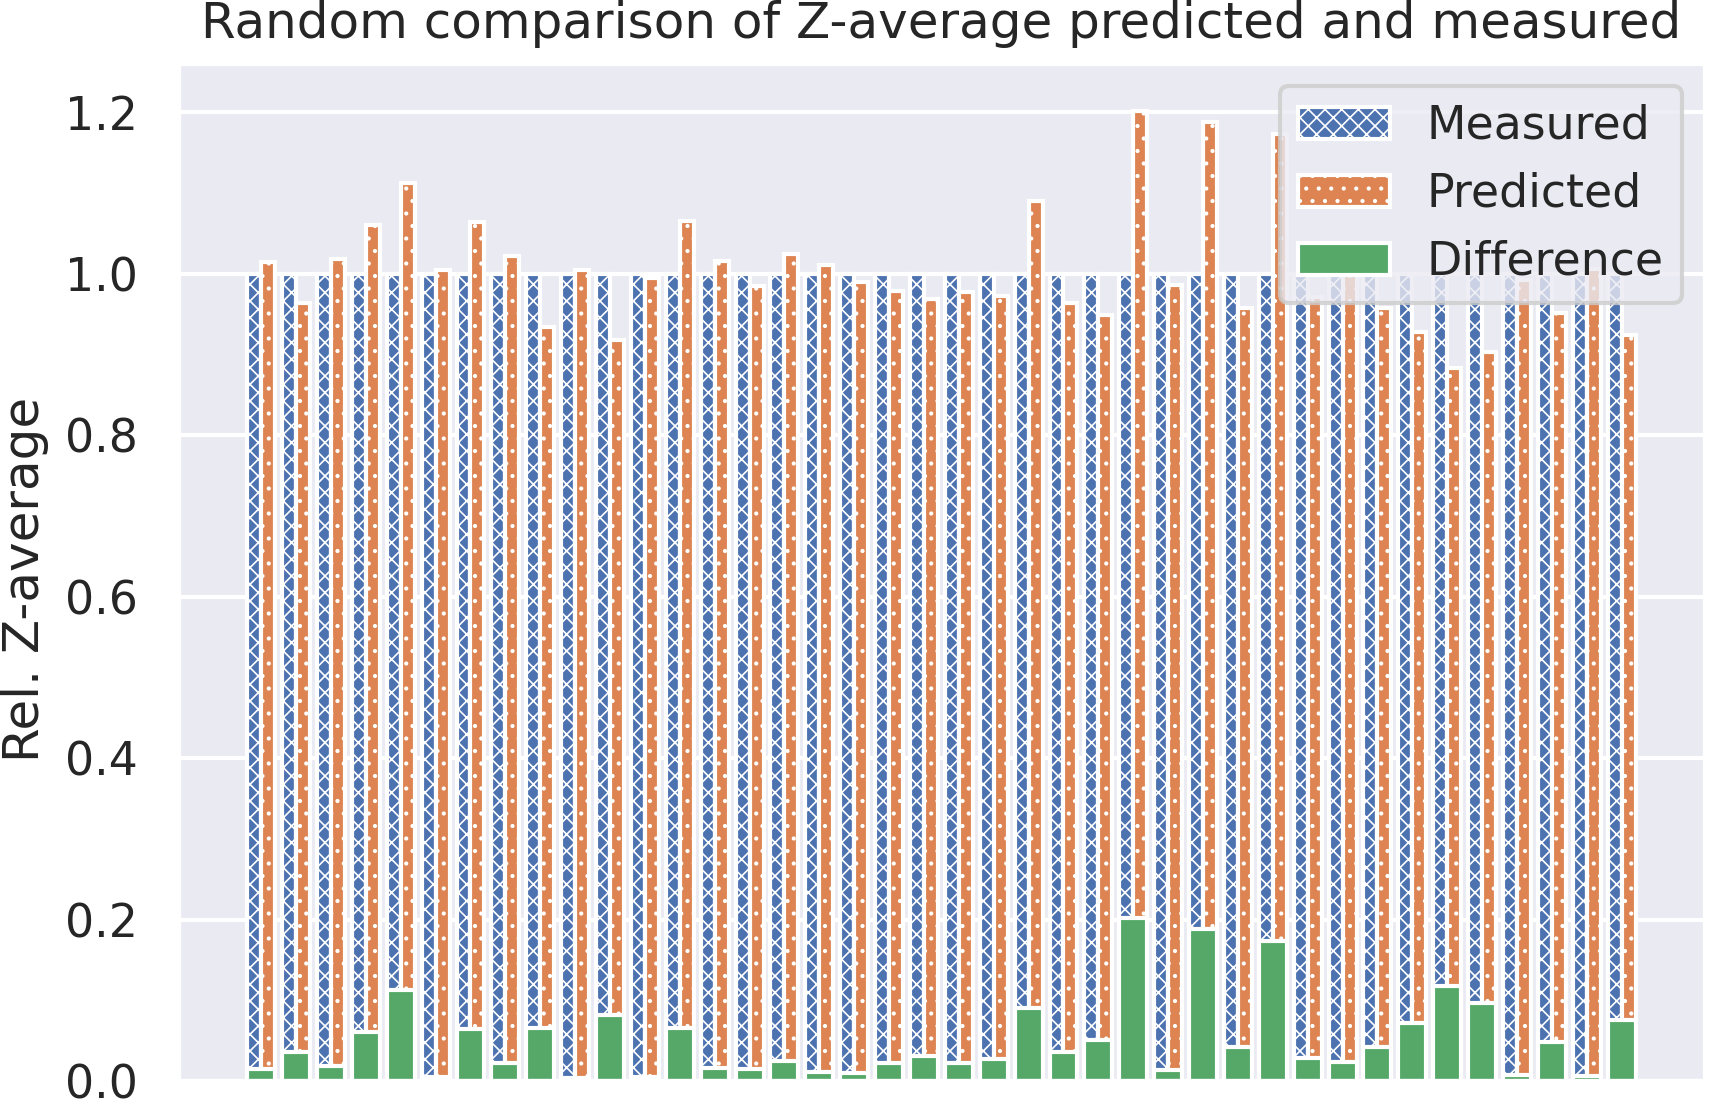 Random comparison of Z-average predicted and measured
Rel. Z-average
1.2
1.0
0.8
0.6
0.4
0.2
0.0
Measured
Predicted
Difference